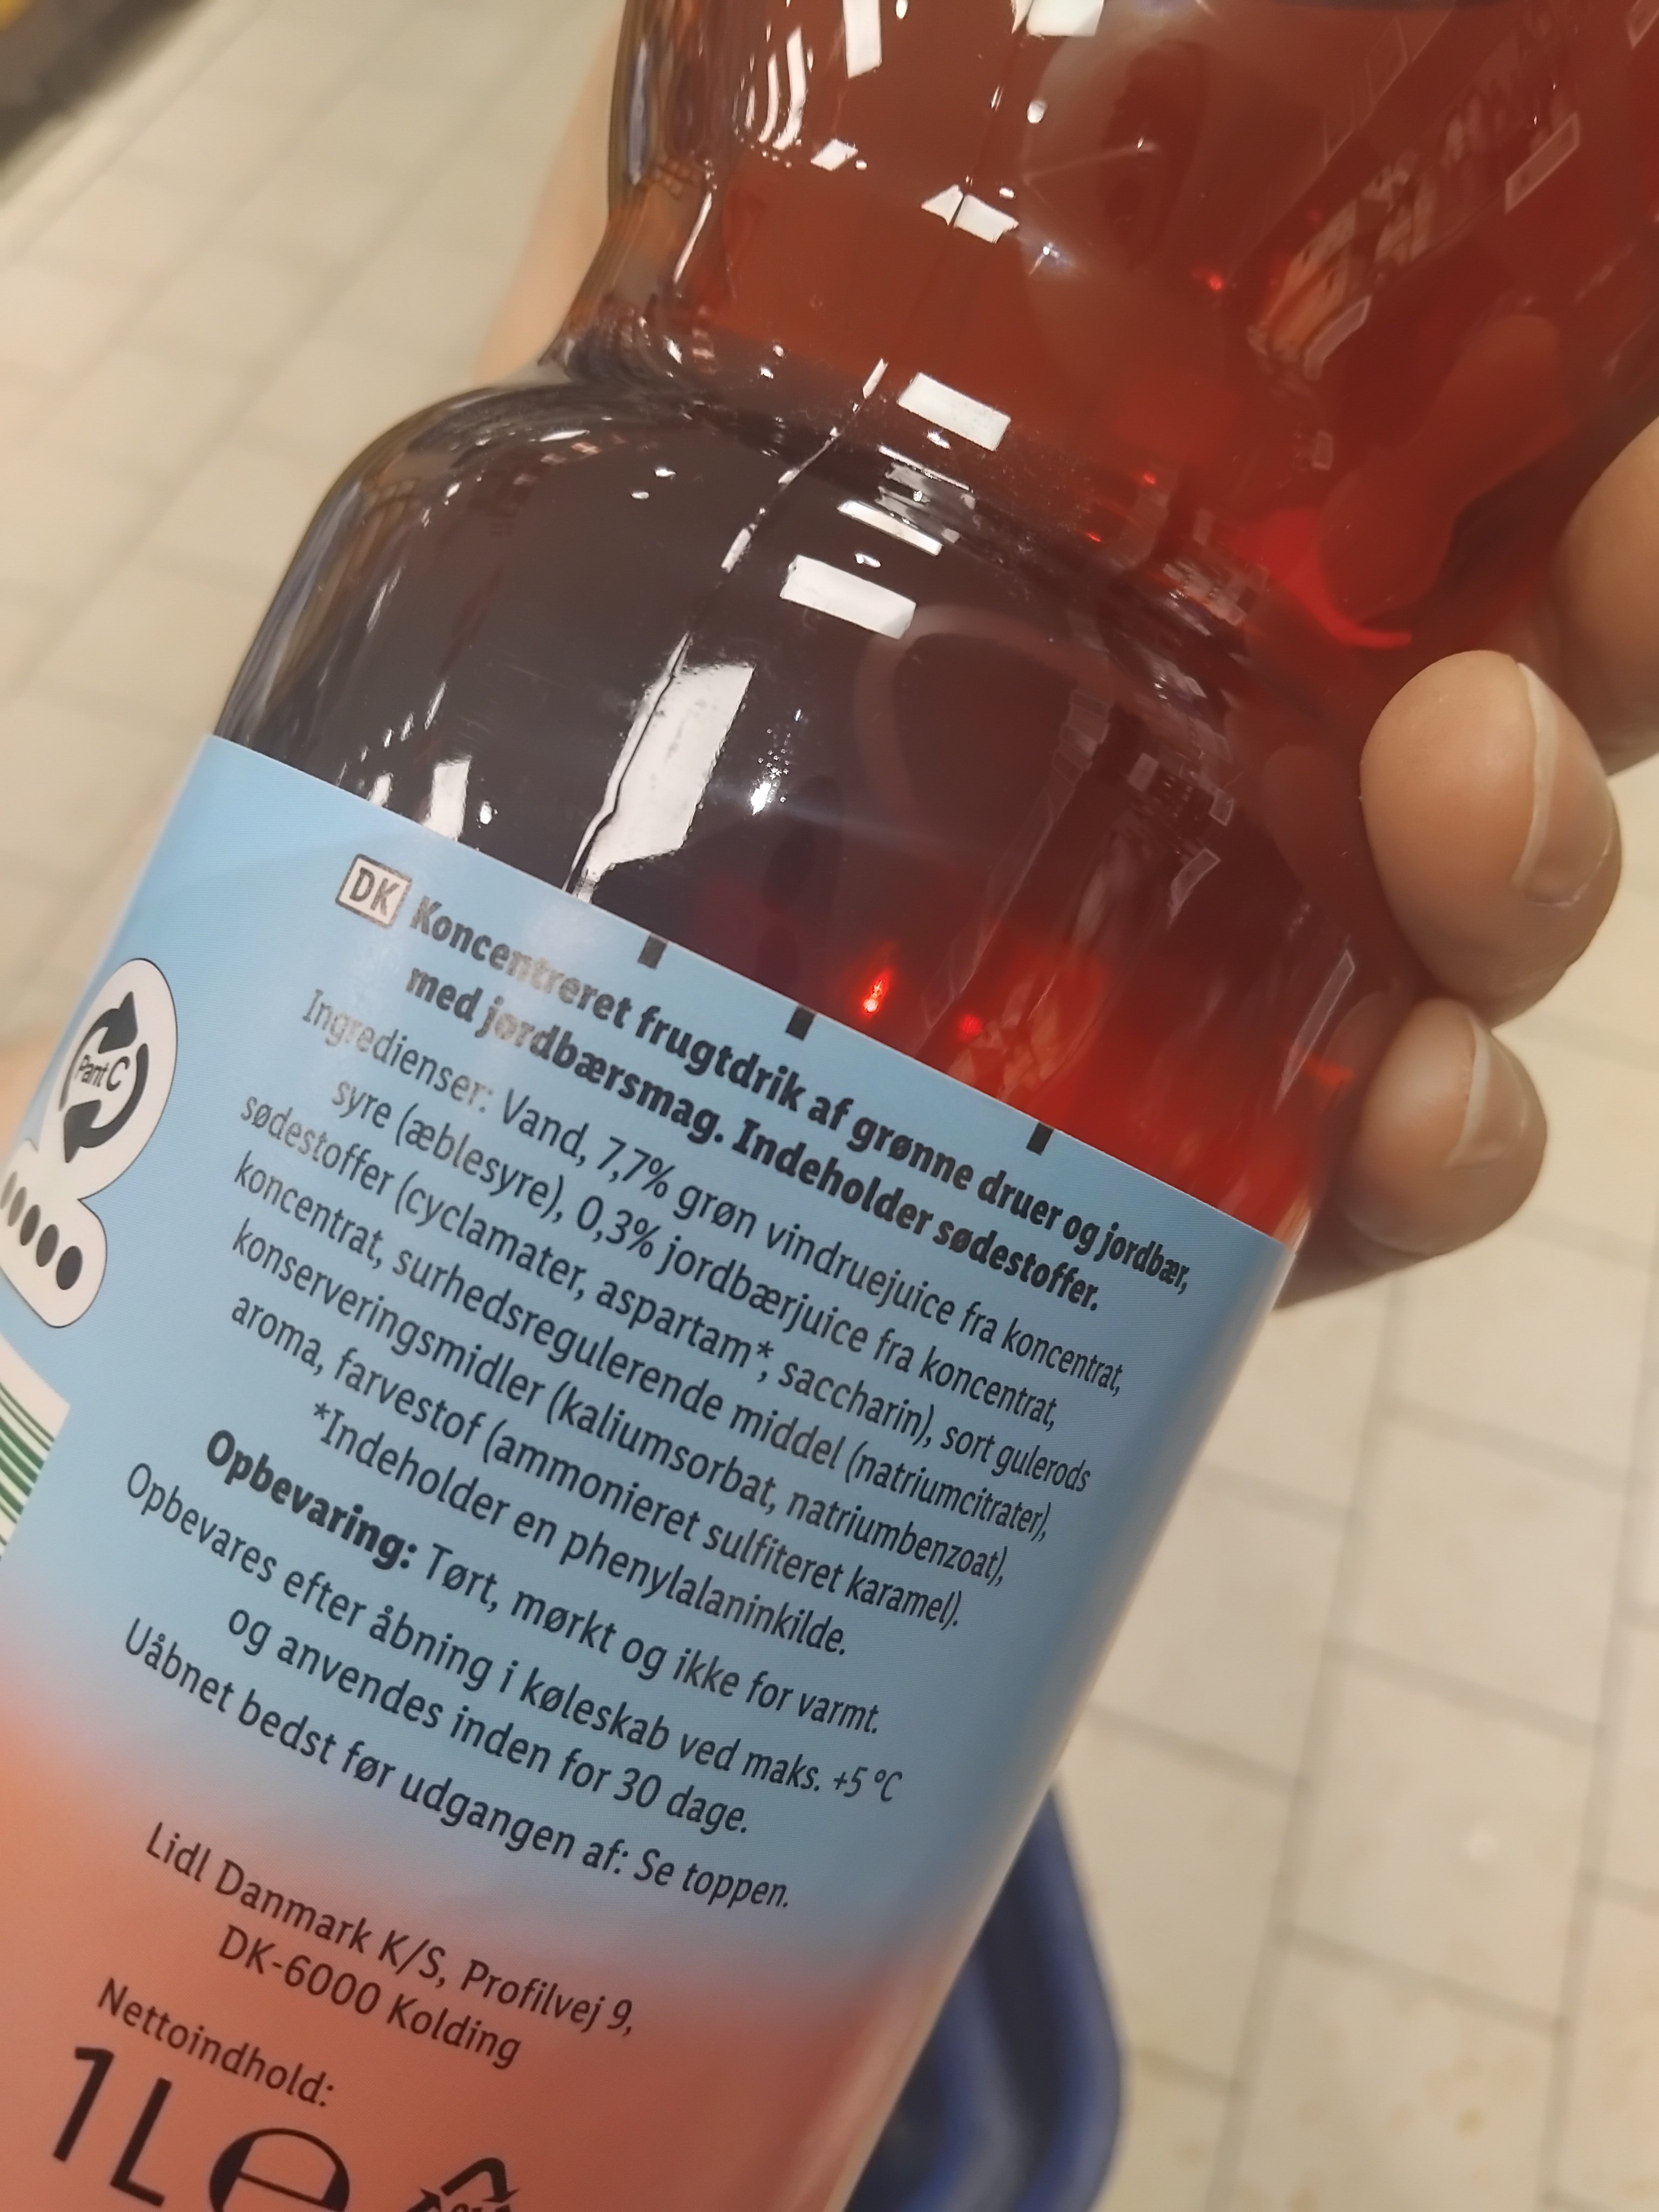 DK Koncentreret frugtdrik af grønne druer og jordbær,
med jordbærsmag. Indeholder sødestoffer.
Ingredienser: Vand, 7,7% grøn vindruejuice fra koncentrat,
syre (æblesyre), 0,3% jordbærjuice fra koncentrat,
sødestoffer (cyclamater, aspartam*, saccharin), sort gulerods
koncentrat, surhedsregulerende middel (natriumcitrater),
konserveringsmidler (kaliumsorbat, natriumbenzoat),
aroma, farvestof (ammonieret sulfiteret karamel).
*Indeholder en phenylalaninkilde.
Opbevaring: Tørt, mørkt og ikke for varmt.
Opbevares efter åbning i køleskab ved maks. +5 °C
og anvendes inden for 30 dage.
Uåbnet bedst før udgangen af: Se toppen.
Lidl Danmark K/S, Profilvej 9,
DK-6000 Kolding
Nettoindhold:
1L e
Pant C